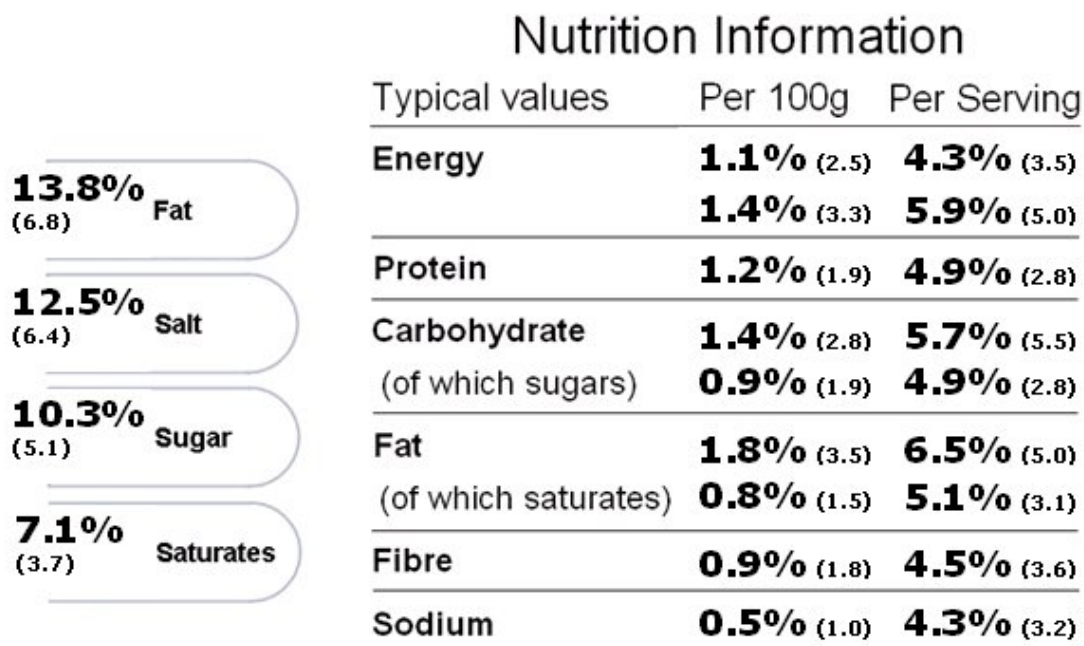 Nutrition Information
Typical values Per 100g Per Serving
Energy 1.1% (2.5) 4.3% (3.5)
1.4% (3.3) 5.9% (5.0)
Protein 1.2% (1.9) 4.9% (2.8)
Carbohydrate 1.4% (2.8) 5.7% (5.5)
(of which sugars) 0.9% (1.9) 4.9% (2.8)
Fat 1.8% (3.5) 6.5% (5.0)
(of which saturates) 0.8% (1.5) 5.1% (3.1)
Fibre 0.9% (1.8) 4.5% (3.6)
Sodium 0.5% (1.0) 4.3% (3.2)
13.8% Fat
(6.8)
12.5% Salt
(6.4)
10.3% Sugar
(5.1)
7.1% Saturates
(3.7)